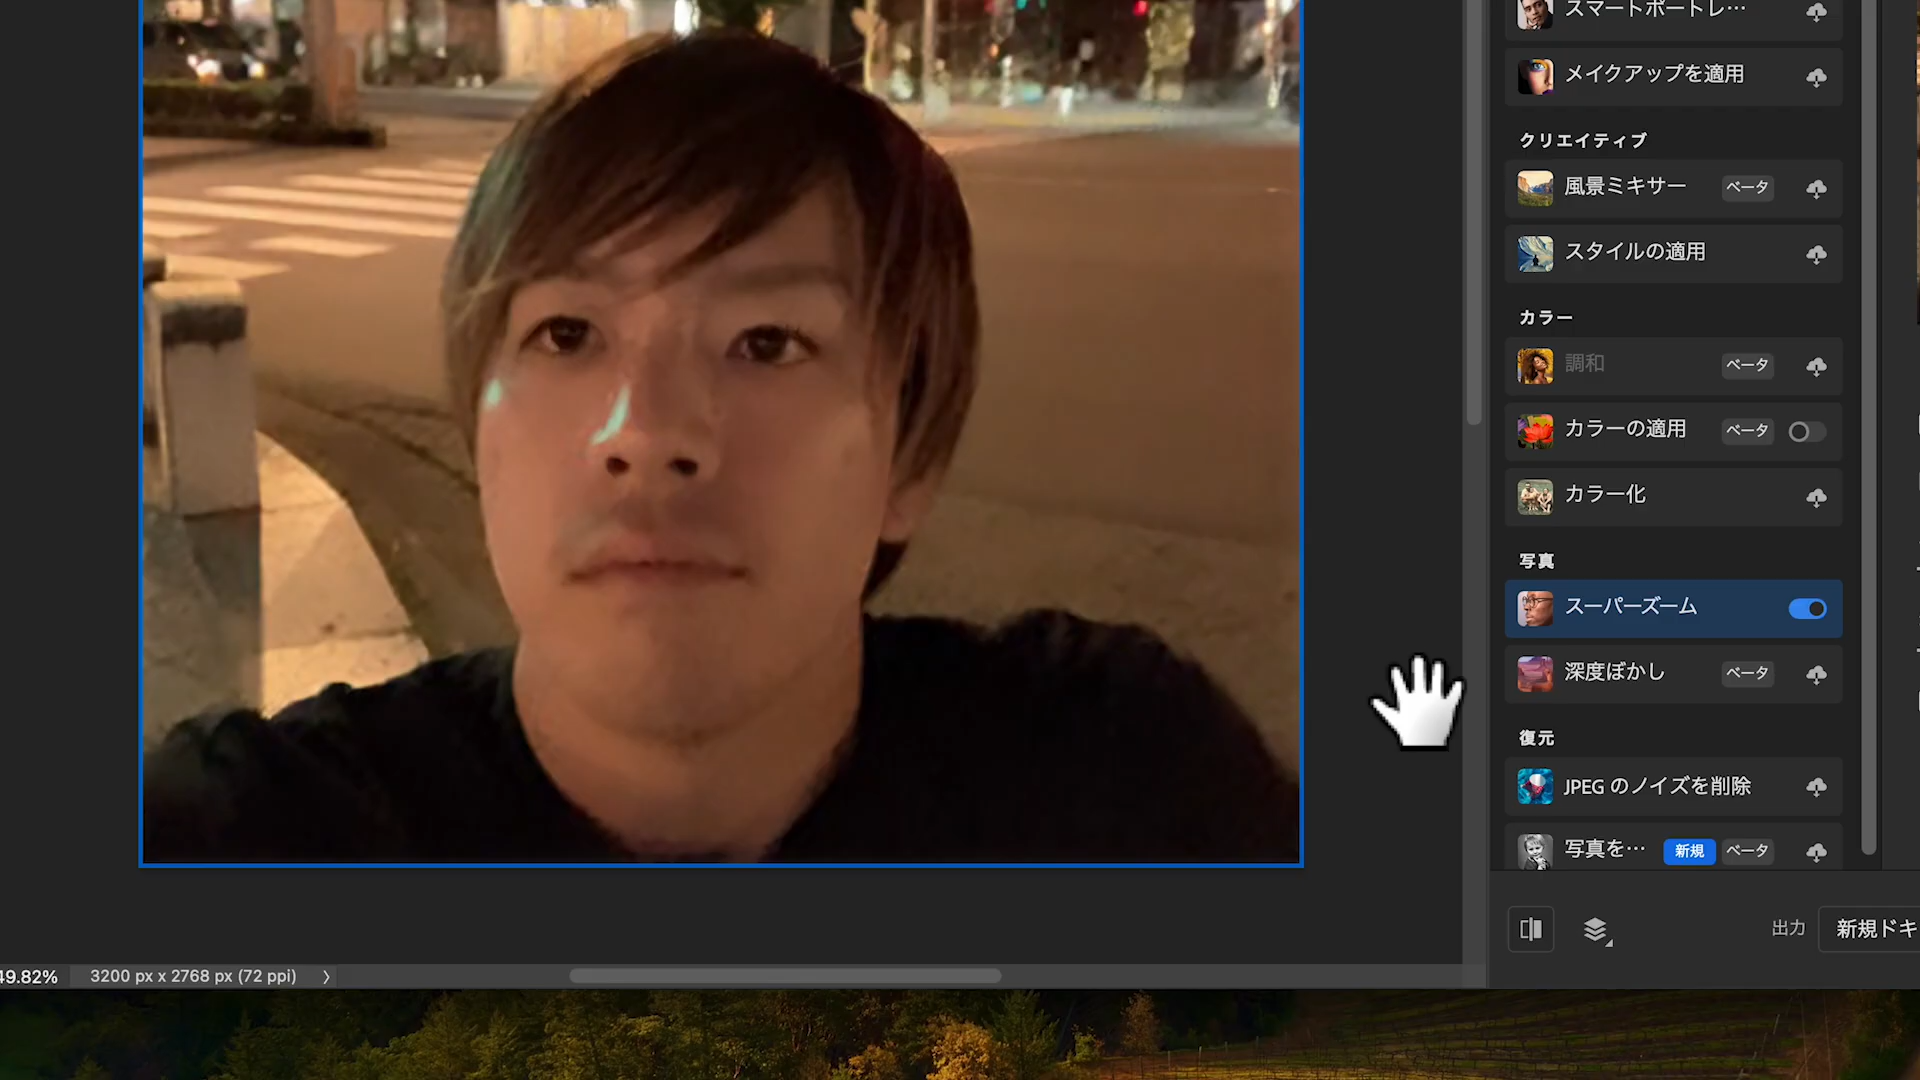 スマートポートレ…
メイクアップを適用
クリエイティブ
風景ミキサー ベータ
スタイルの適用
カラー
調和 ベータ
カラーの適用 ベータ
カラー化
写真
スーパーズーム
深度ぼかし ベータ
復元
JPEG のノイズを削除
写真を… 新規 ベータ
出力 新規ドキ
49.82% 3200 px x 2768 px (72 ppi)